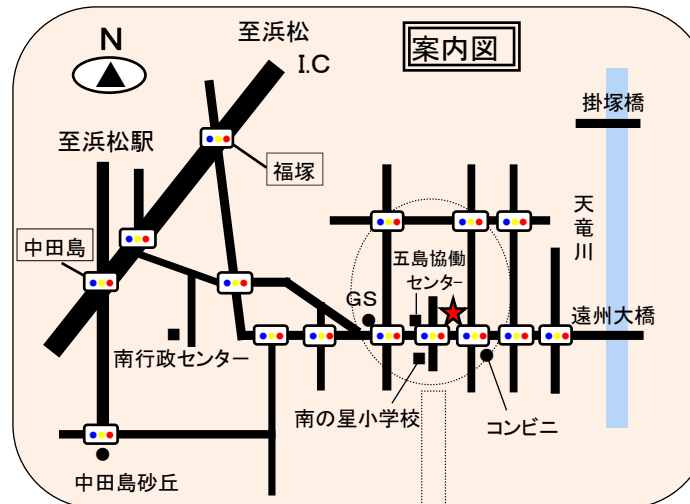 案内図
N
至浜松
I.C
至浜松駅
掛塚橋
福塚
天竜川
中田島
五島協働
センター
GS
遠州大橋
南行政センター
南の星小学校
コンビニ
中田島砂丘